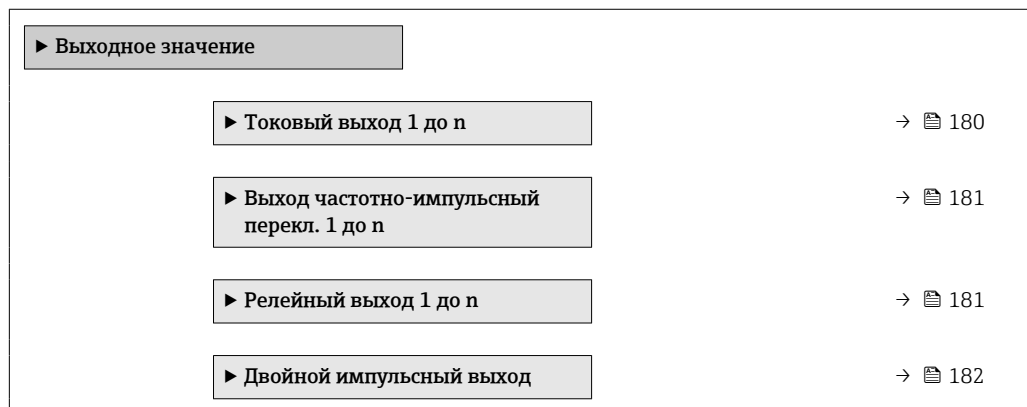 ▶ Выходное значение
▶ Токовый выход 1 до n → 180
▶ Выход частотно-импульсный
перекл. 1 до n → 181
▶ Релейный выход 1 до n → 181
▶ Двойной импульсный выход → 182